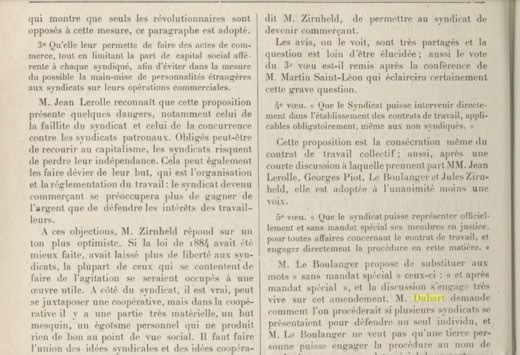 qui montre que seuls les révolutionnaires sont
opposés à cette mesure, ce paragraphe est adopté.
3º Qu'elle leur permette de faire des actes de com-
merce, tout en limitant la part de capital social affé-
rente à chaque syndiqué, afin d'éviter dans la mesure
du possible la main-mise de personnalités étrangères
aux syndicats sur leurs opérations commerciales.
M. Jean Lerolle reconnaît que cette proposition
présente quelques dangers, notamment celui de
la faillite du syndicat et celui de la concurrence
contre les syndicats patronaux. Obligés peut-être
de recourir au capitalisme, les syndicats risquent
de perdre leur indépendance. Cela peut également
les faire dévier de leur but, qui est l'organisation
et la réglementation du travail: le syndicat devenu
commerçant se préoccupera plus de gagner de
l'argent que de défendre les intérêts des travail-
leurs.
A ces objections, M. Zirnheld répond sur un
ton plus optimiste. Si la loi de 1884 avait été
mieux faite, avait laissé plus de liberté aux syn-
dicats, la plupart de ceux qui se contentent de
faire de l'agitation se seraient occupés à une
œuvre utile. A côté du syndicat, il est vrai, peut
se juxtaposer une coopérative, mais dans la coopé-
rative il y a une partie très matérielle, un but
mesquin, un égoïsme personnel qui ne produit
rien de bon au point de vue social. Il faut faire
l'union des idées syndicales et des idées coopéra-
dit M. Zirnheld, de permettre au syndicat de
devenir commerçant.
Les avis, on le voit, sont très partagés et la
question est loin d'être élucidée; aussi le vote
du 3e vœu est-il remis après la conférence de
M. Martin Saint-Léon qui éclaircira certainement
cette grave question.
4e vœu. « Que le Syndicat puisse intervenir directe-
ment dans l'établissement des contrats de travail, appli-
cables obligatoirement, même aux non syndiqués. »
Cette proposition est la consécration même du
contrat de travail collectif; aussi, après une
courte discussion à laquelle prennent part MM. Jean
Lerolle, Georges Piot, Le Boulanger et Jules Zirn-
held, elle est adoptée à l'unanimité moins une
voix.
5e vœu. « Que le syndicat puisse représenter officiel-
lement et sans mandat spécial ses membres en justice,
pour toutes affaires concernant le contrat de travail, et
engager directement la procédure en cette matière. »
M. Le Boulanger propose de substituer aux
mots « sans mandat spécial » ceux-ci : « et après
mandat spécial », et la discussion s'engage très
vive sur cet amendement. M. Dubart demande
comment l'on procéderait si plusieurs syndicats se
présentaient pour défendre un seul individu, et
M. Le Boulanger ne veut pas qu'une tierce per-
sonne puisse engager la procédure au nom de